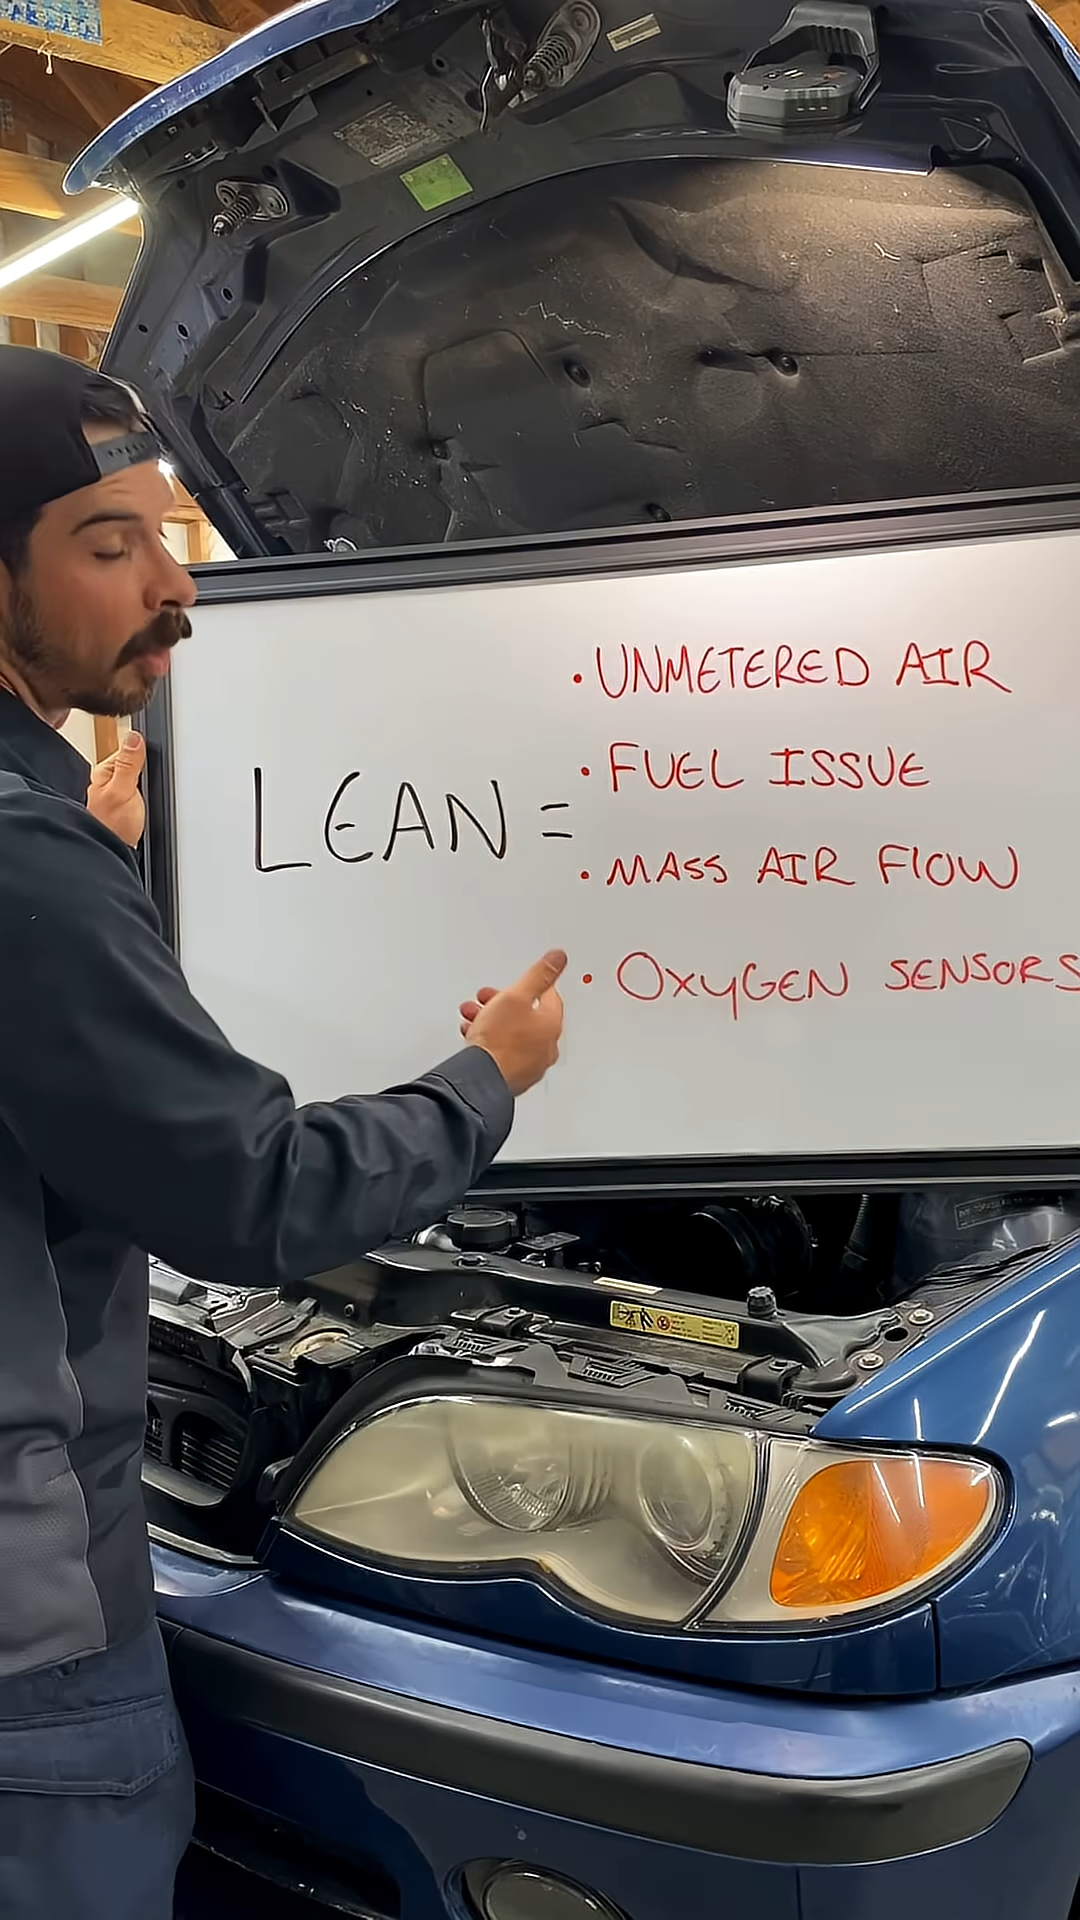 • UNMETERED AIR
• FUEL ISSUE
LEAN =
• MASS AIR FLOW
• OXYGEN SENSORS